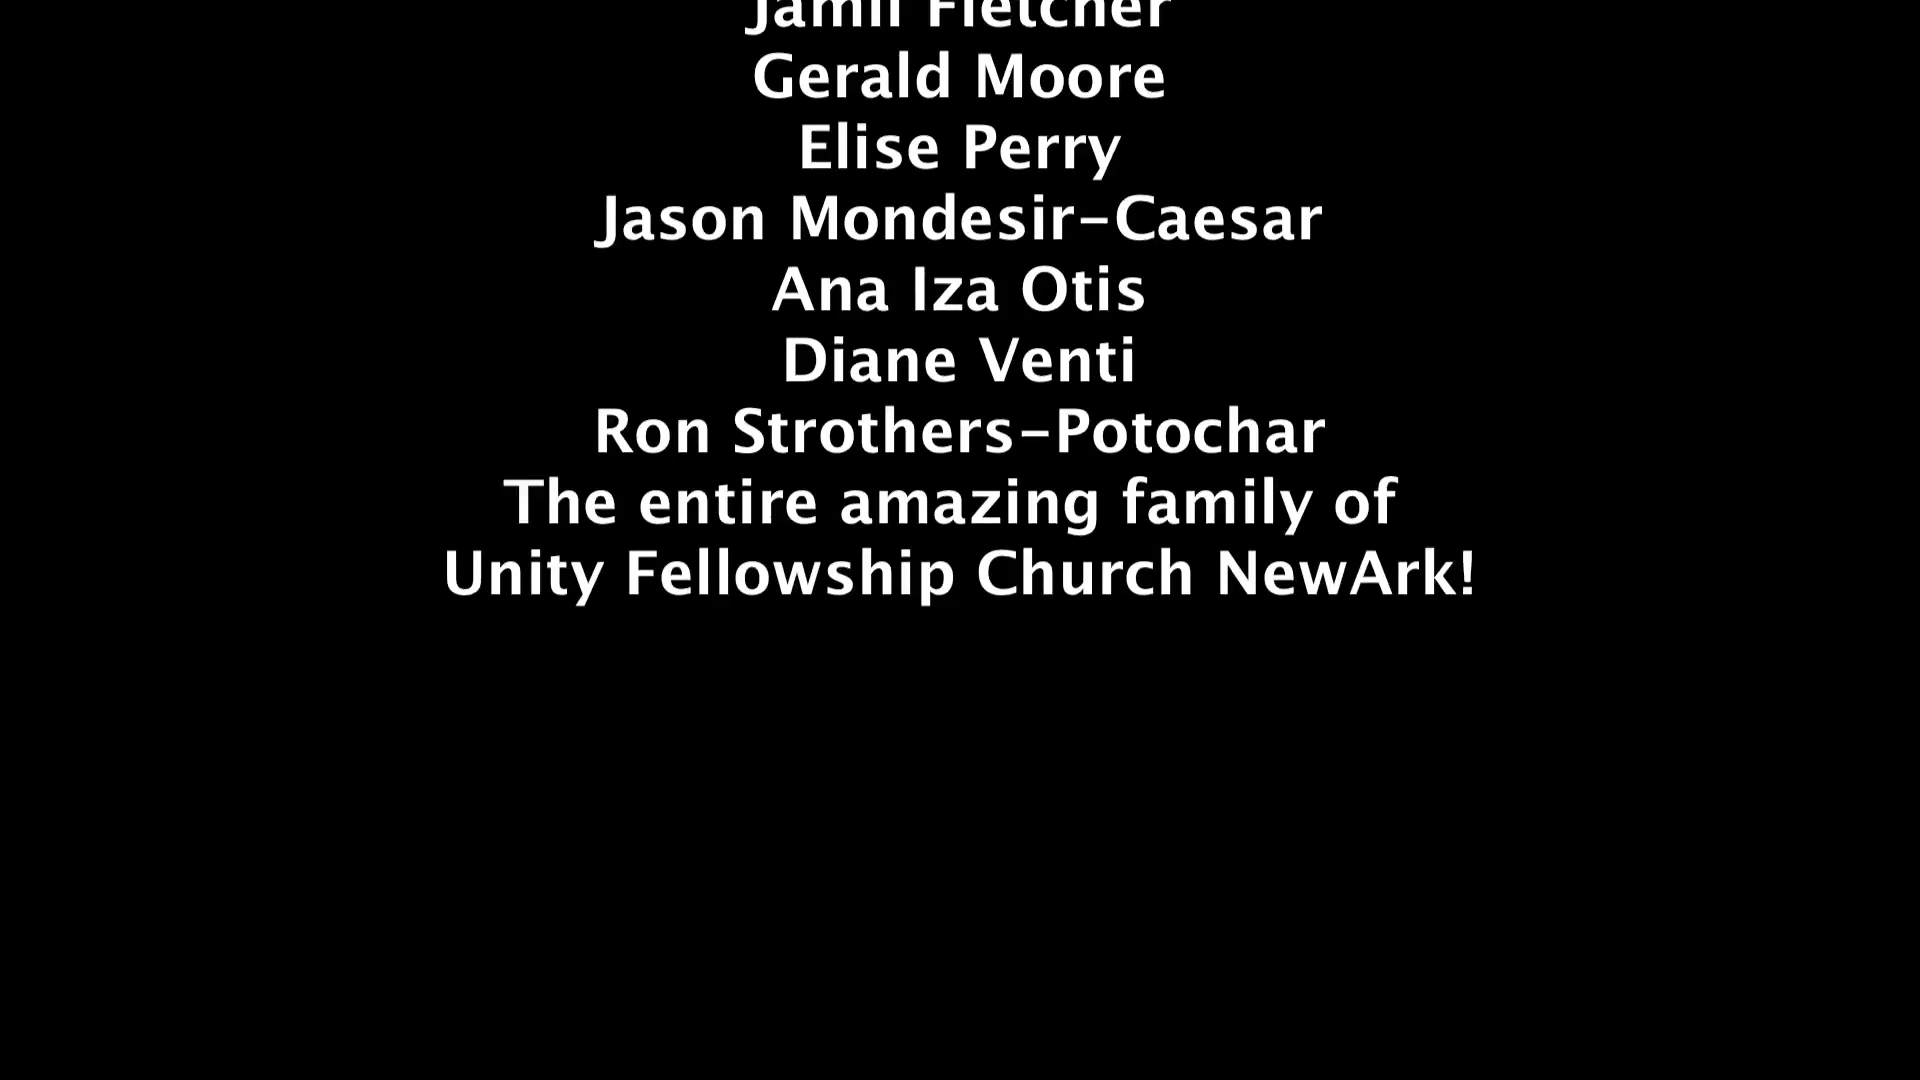 Jamil Fletcher
Gerald Moore
Elise Perry
Jason Mondesir-Caesar
Ana Iza Otis
Diane Venti
Ron Strothers-Potochar
The entire amazing family of
Unity Fellowship Church NewArk!